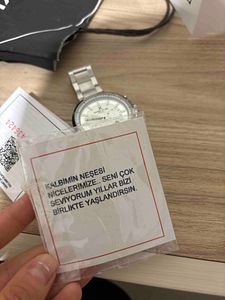 KALBİMİN NEŞESİ
NİCELERİMİZE.. SENİ ÇOK
SEVİYORUM YILLAR BİZİ
BİRLİKTE YAŞLANDIRSIN.